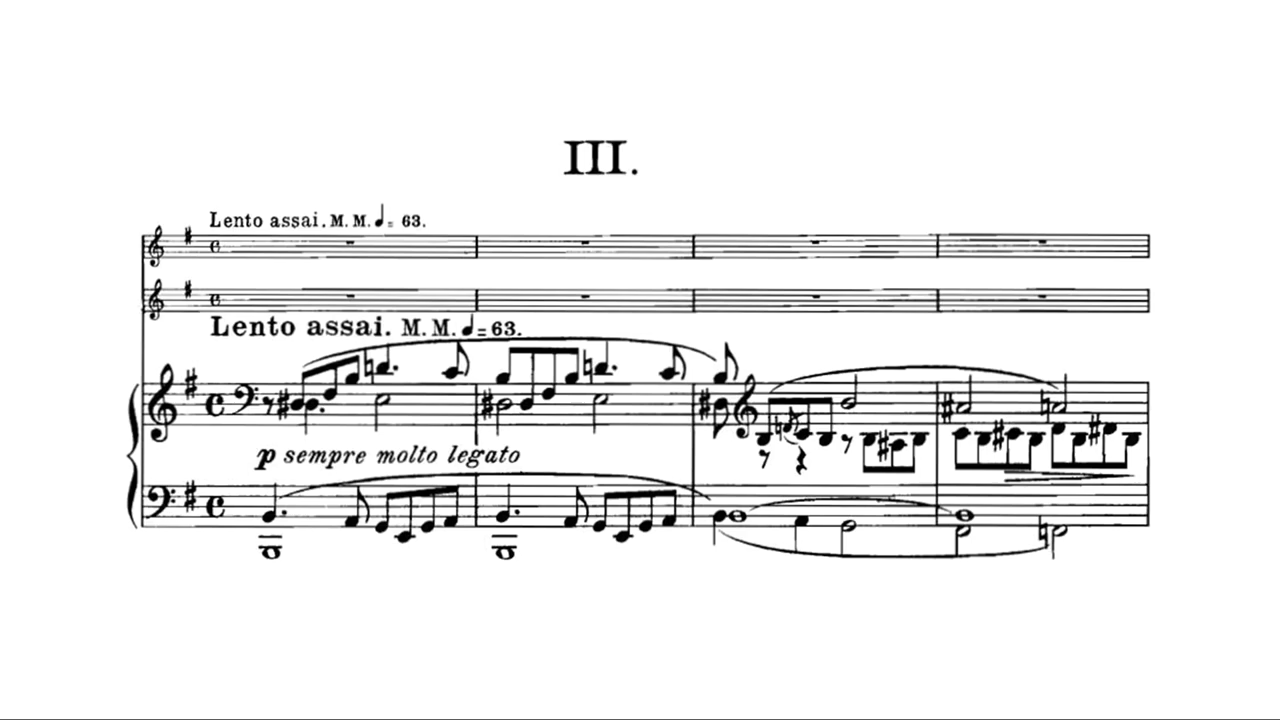 III.
Lento assai. M. M. ♩= 63.
Lento assai. M. M. ♩=63.
p sempre molto legato